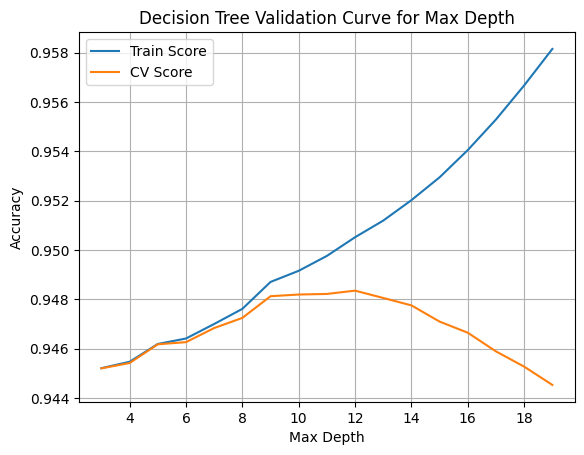 Decision Tree Validation Curve for Max Depth
Train Score
CV Score
0.958
0.956
0.954
0.952
0.950
0.948
0.946
0.944
Accuracy
4 6 8 10 12 14 16 18
Max Depth